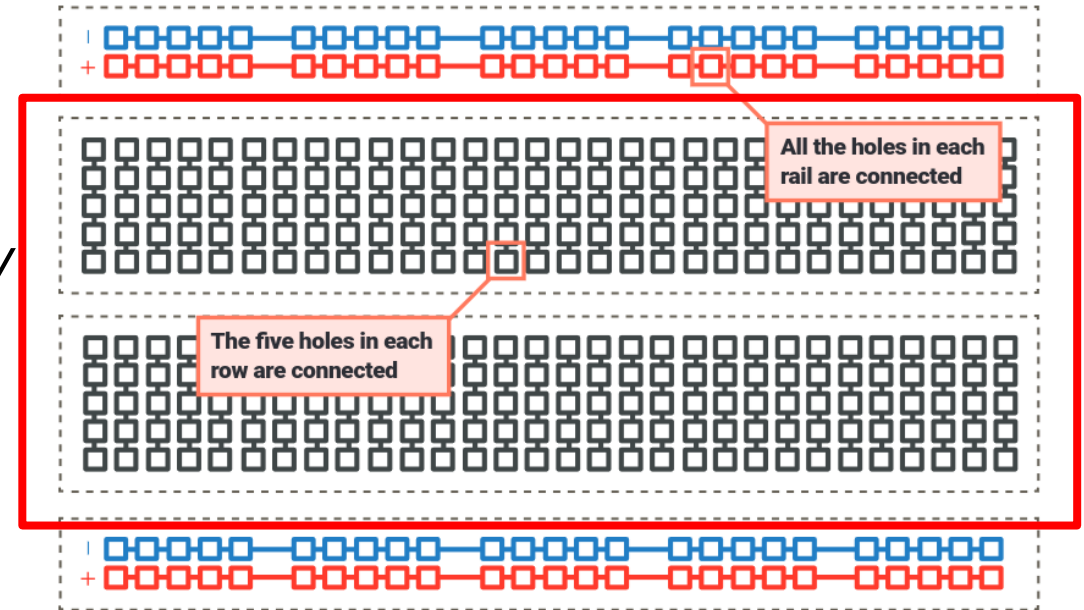 |
+
All the holes in each
rail are connected
The five holes in each
row are connected
|
+